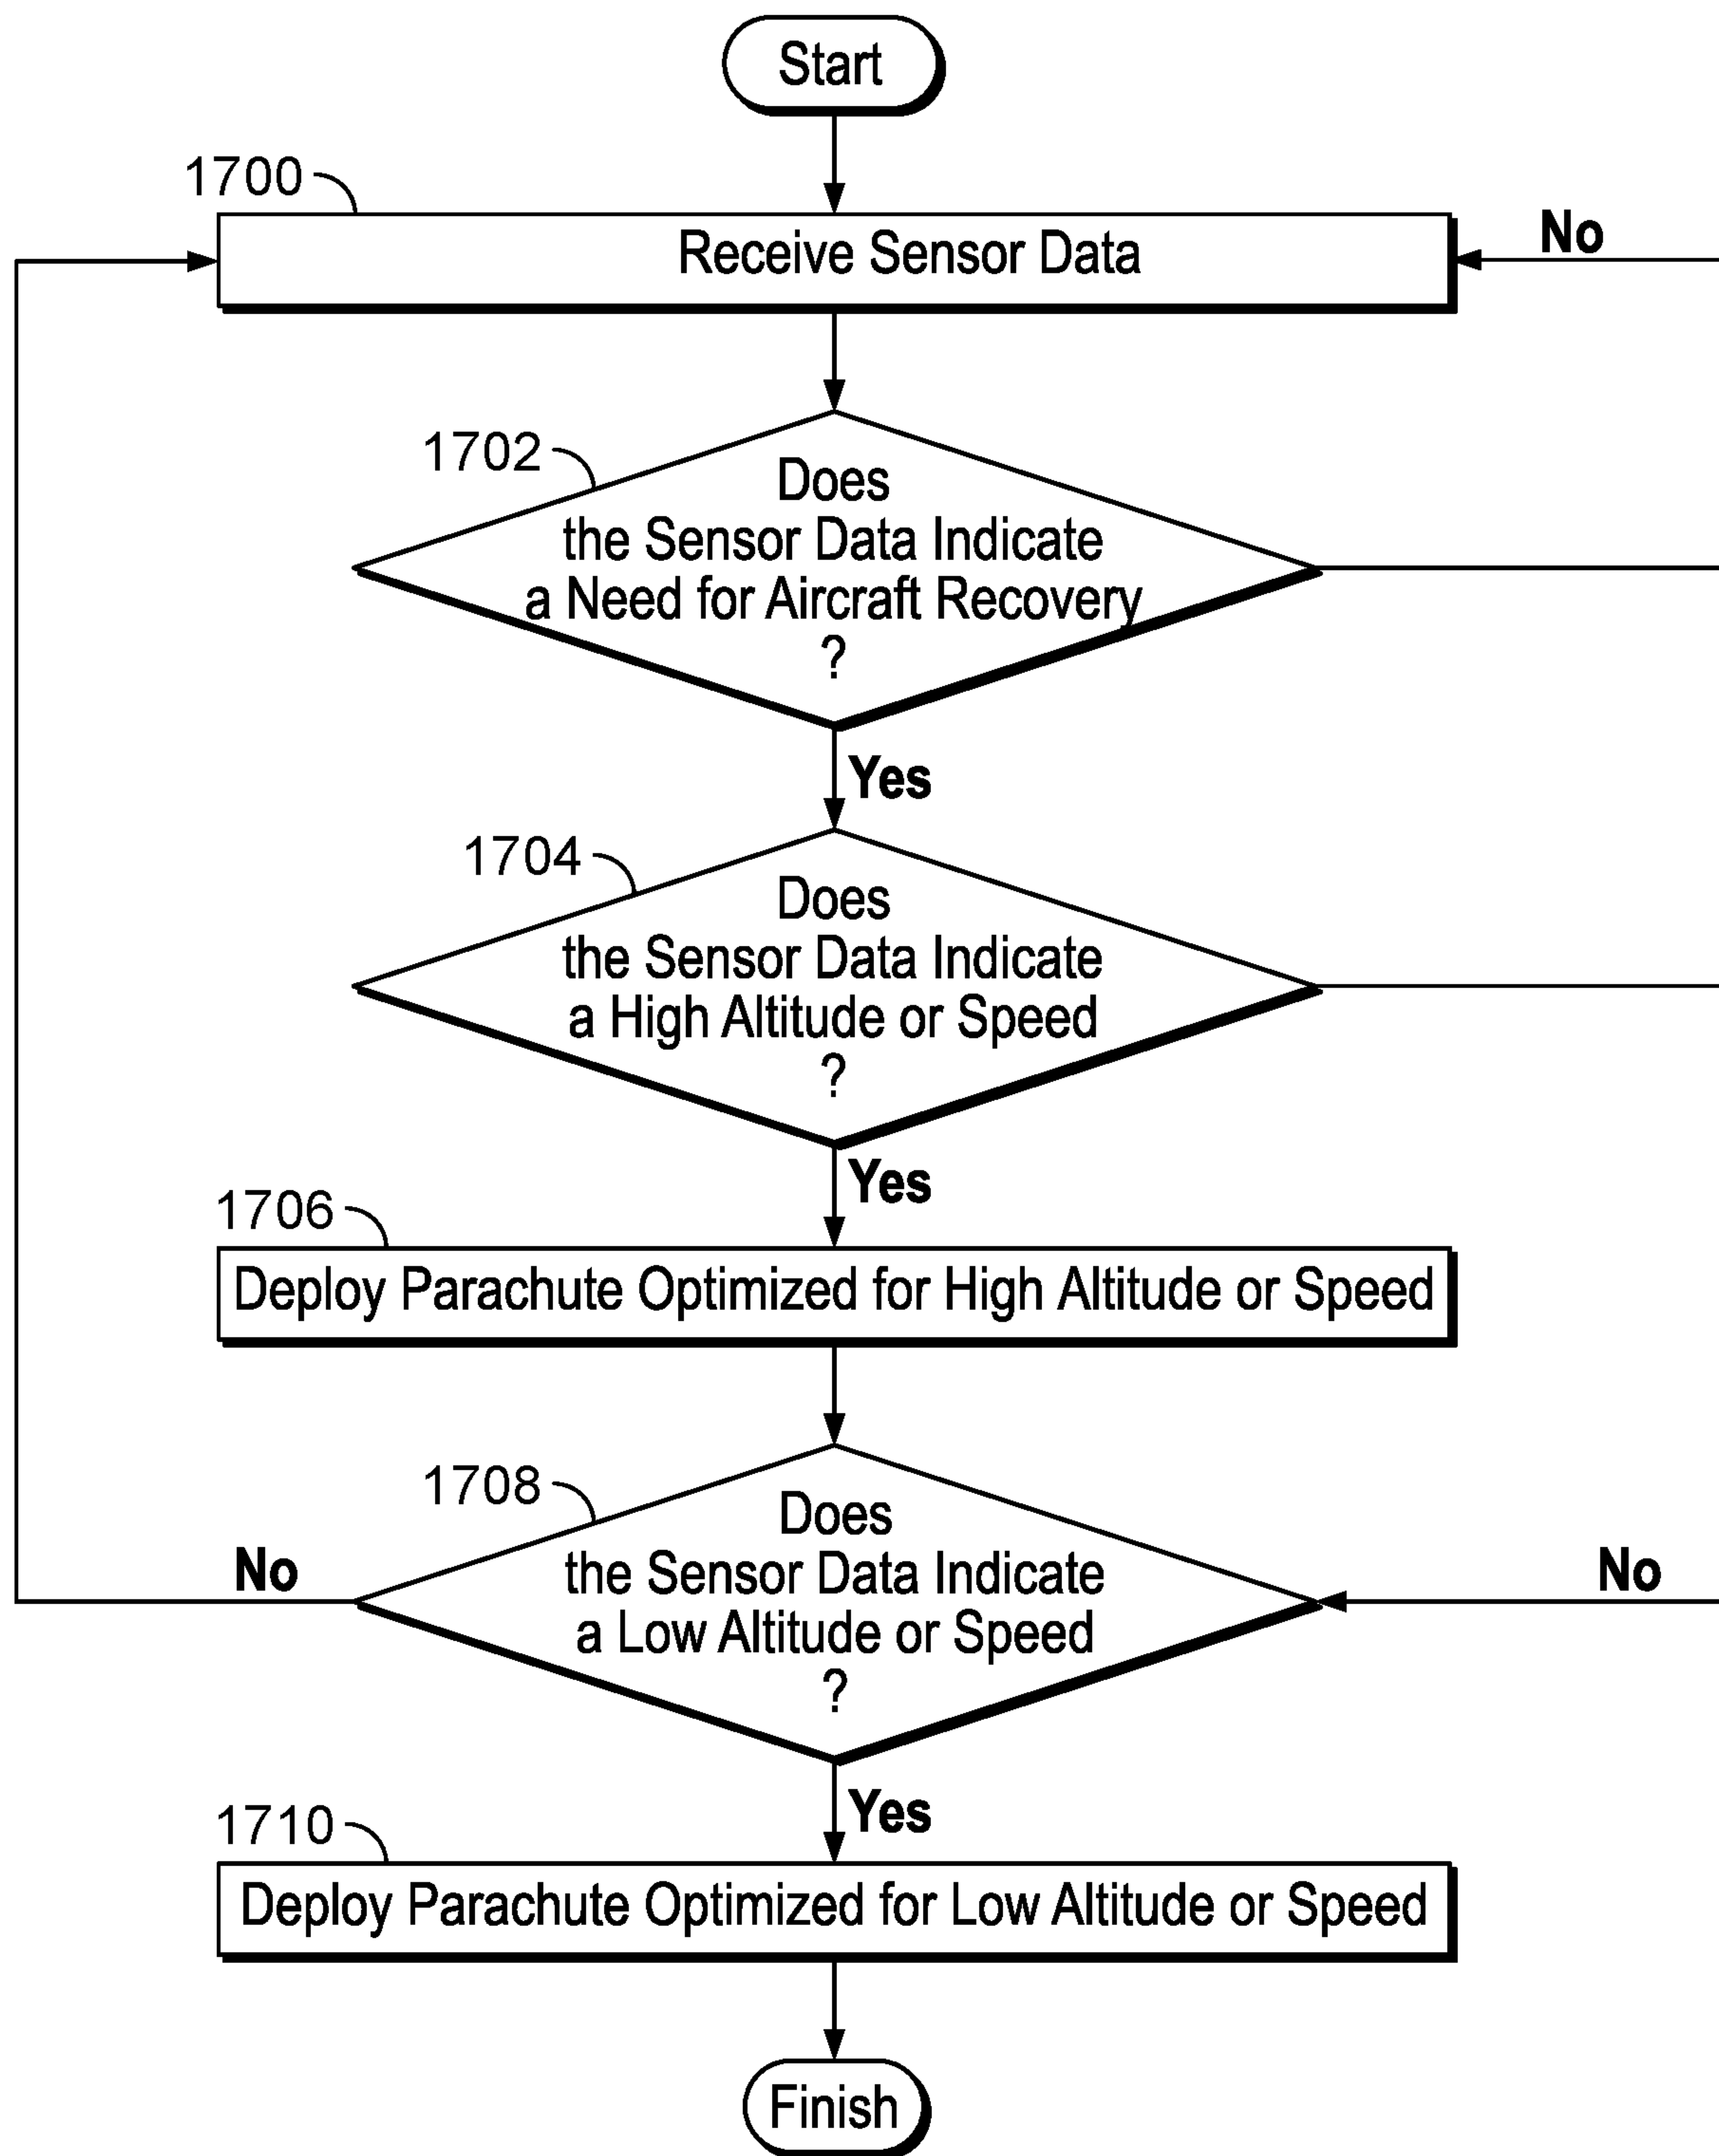 Start
1700
Receive Sensor Data
No
1702
Does
the Sensor Data Indicate
a Need for Aircraft Recovery
?
Yes
1704
Does
the Sensor Data Indicate
a High Altitude or Speed
?
Yes
1706
Deploy Parachute Optimized for High Altitude or Speed
1708
Does
the Sensor Data Indicate
a Low Altitude or Speed
?
No
No
Yes
1710
Deploy Parachute Optimized for Low Altitude or Speed
Finish